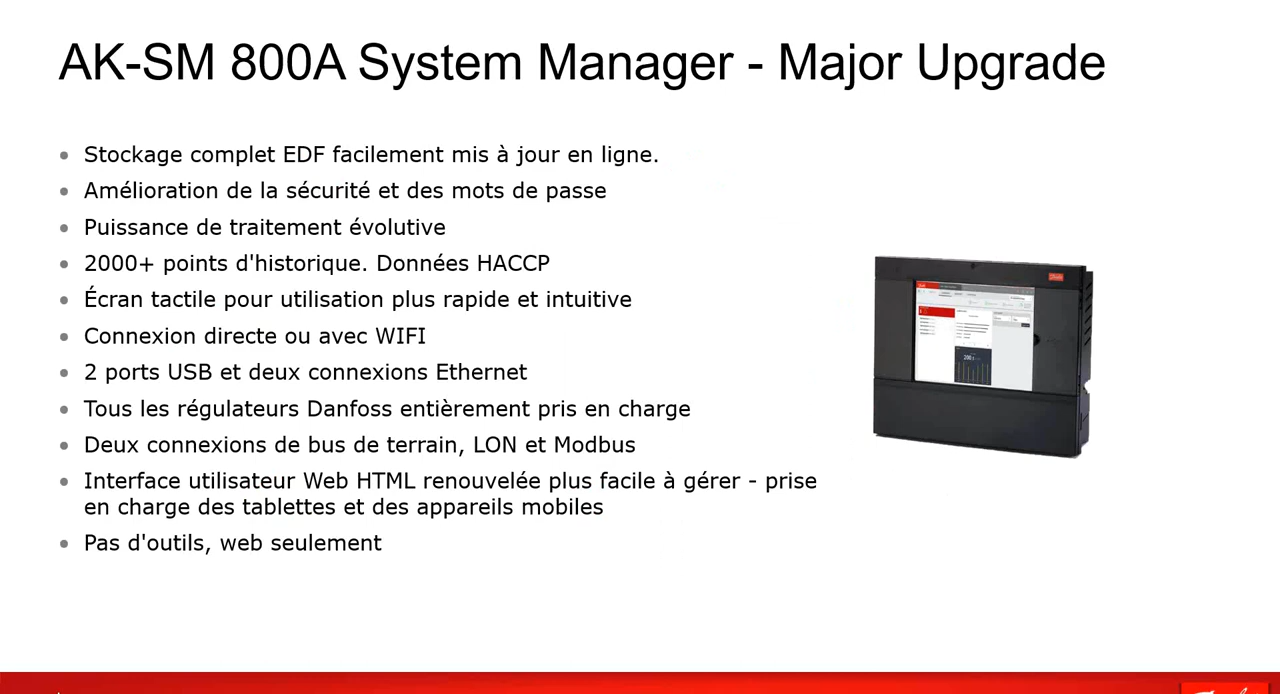 AK-SM 800A System Manager - Major Upgrade
Stockage complet EDF facilement mis à jour en ligne.
Amélioration de la sécurité et des mots de passe
Puissance de traitement évolutive
2000+ points d'historique. Données HACCP
Écran tactile pour utilisation plus rapide et intuitive
Connexion directe ou avec WIFI
2 ports USB et deux connexions Ethernet
Tous les régulateurs Danfoss entièrement pris en charge
Deux connexions de bus de terrain, LON et Modbus
Interface utilisateur Web HTML renouvelée plus facile à gérer - prise
en charge des tablettes et des appareils mobiles
Pas d'outils, web seulement